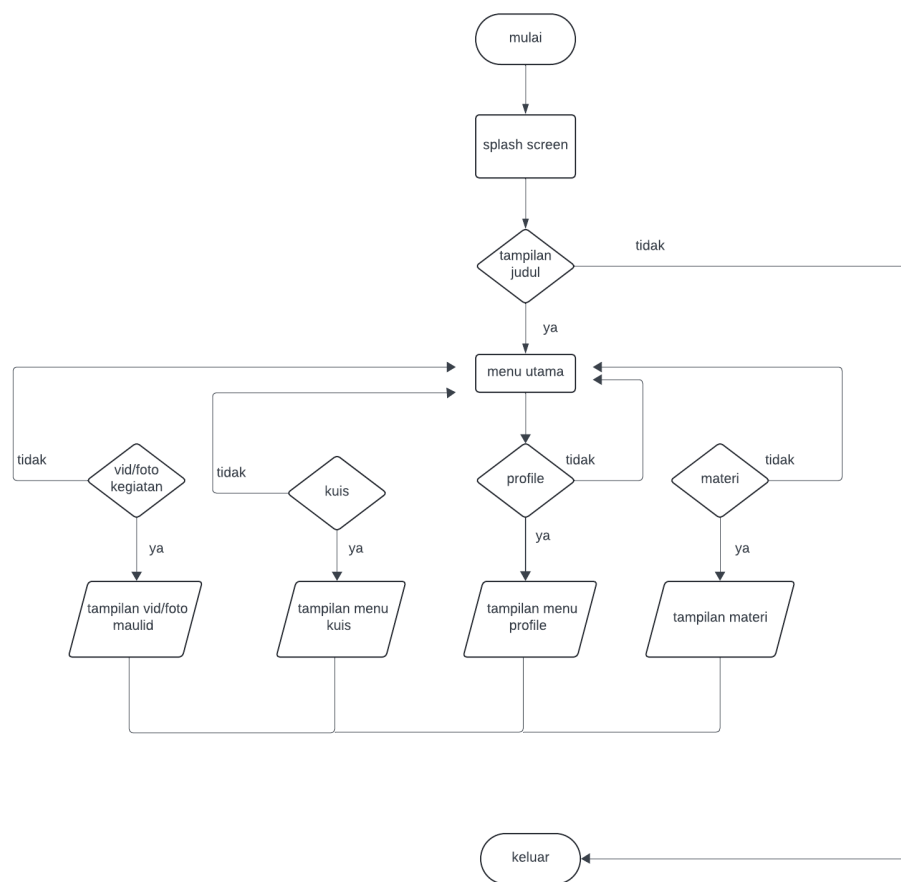 mulai
splash screen
tampilan
judul
tidak
ya
menu utama
tidak
vid/foto
kegiatan
tidak
kuis
tidak
profile
tidak
materi
ya
ya
ya
ya
tampilan vid/foto
maulid
tampilan menu
kuis
tampilan menu
profile
tampilan materi
keluar